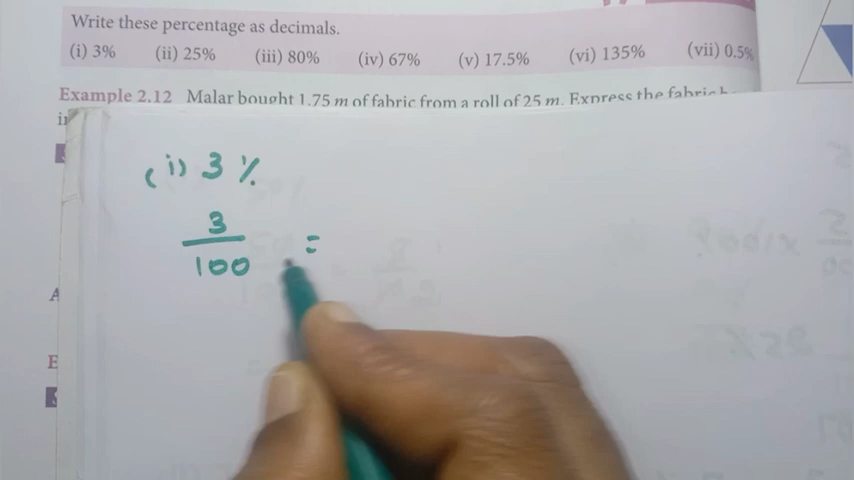 Write these percentage as decimals.
(i) 3% (ii) 25% (iii) 80% (iv) 67% (v) 17.5% (vi) 135% (vii) 0.5%
Example 2.12 Malar bought 1.75 m of fabric from a roll of 25 m. Express the fabric
(i) 3 %
3
100 =